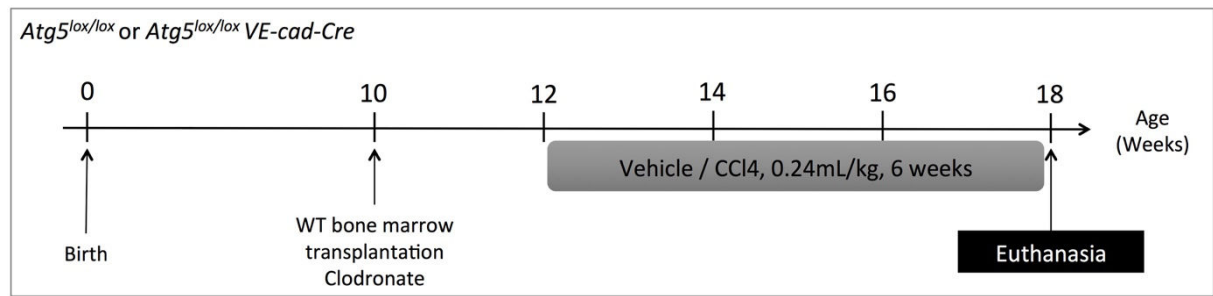 Atg5lox/lox or Atg5lox/lox VE-cad-Cre
0 10 12 14 16 18
Age
(Weeks)
Vehicle / CCl4, 0.24mL/kg, 6 weeks
Birth
WT bone marrow
transplantation
Clodronate
Euthanasia